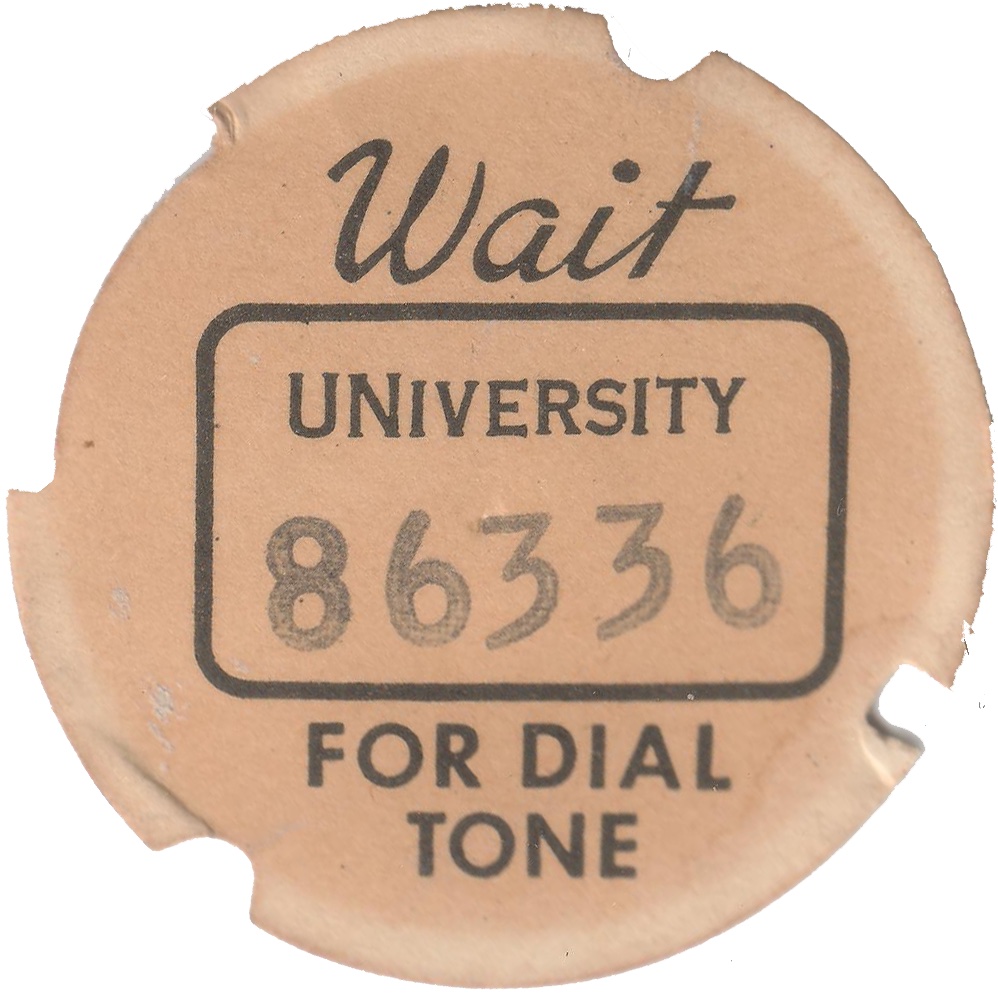 Wait
UNIVERSITY
86336
FOR DIAL
TONE